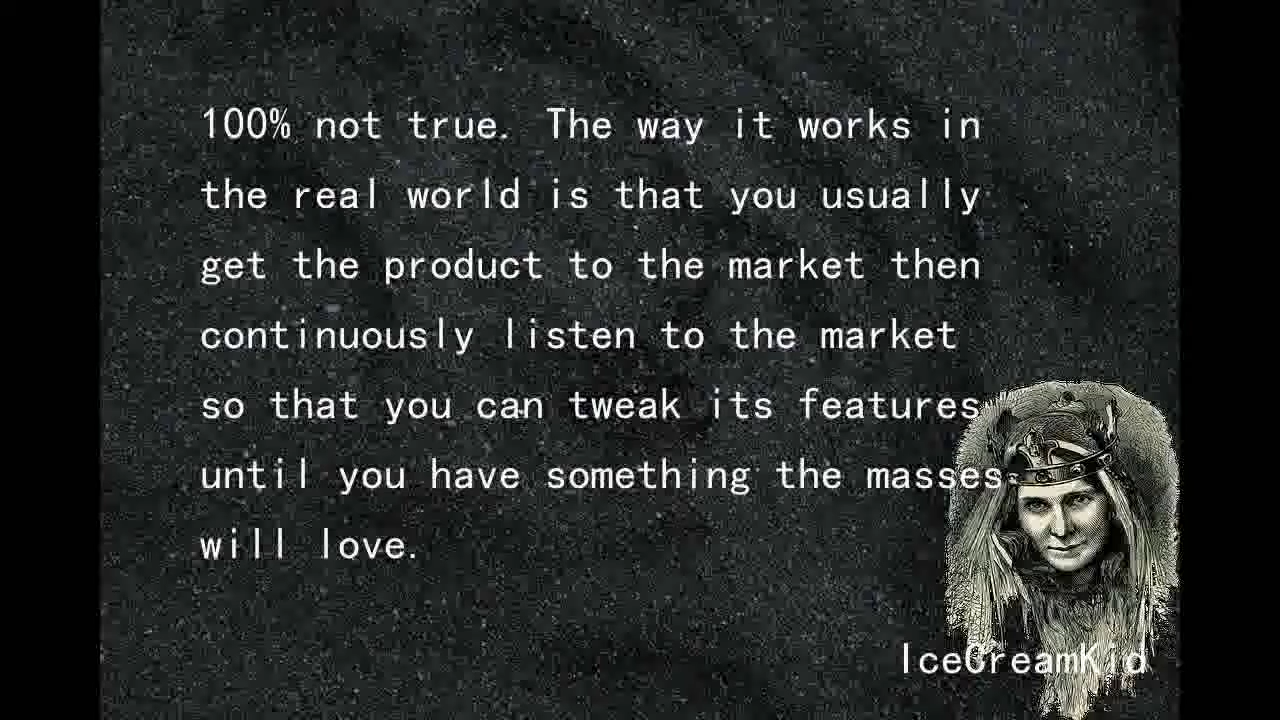 100% not true. The way it works in
the real world is that you usually
get the product to the market then
continuously listen to the market
so that you can tweak its features
until you have something the masses
will love.
IceCreamKid